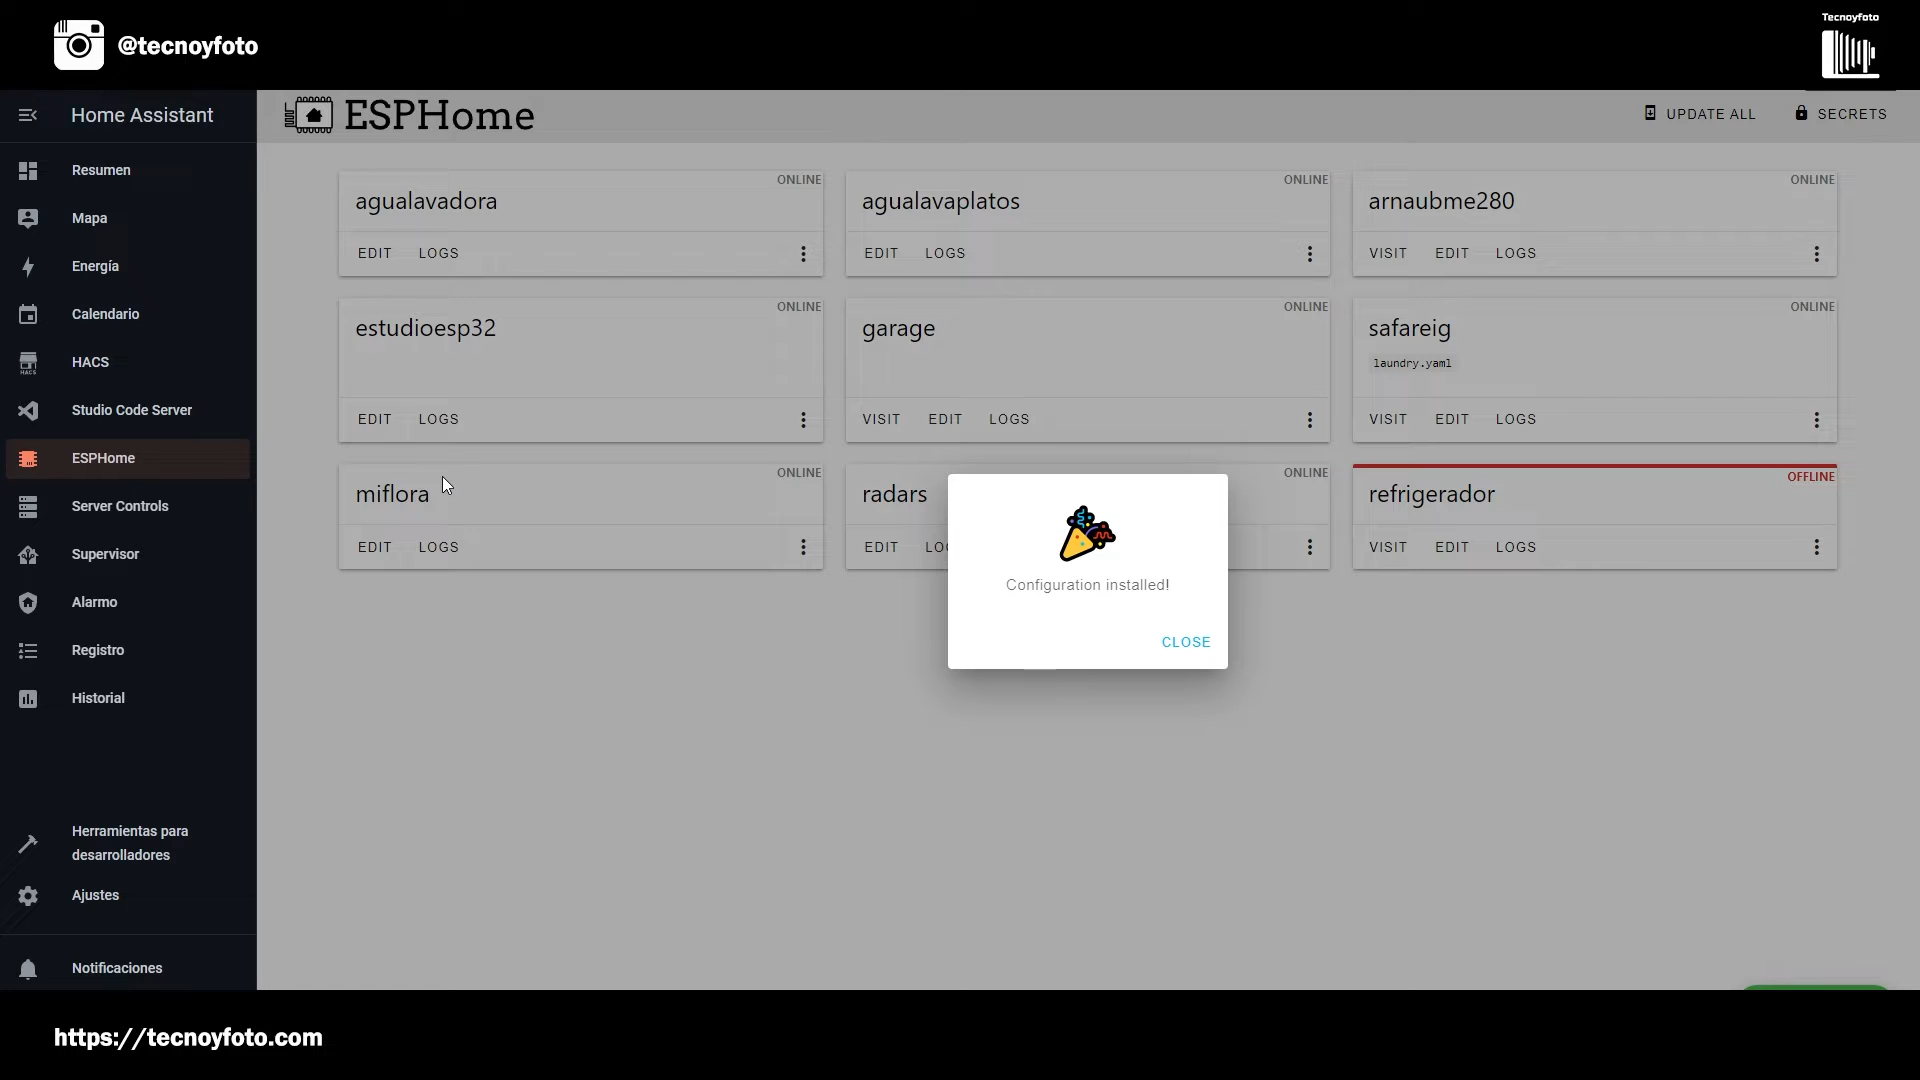 @tecnoyfoto
Tecnoyfoto
Home Assistant
ESPHome
UPDATE ALL
SECRETS
Resumen
Mapa
Energía
Calendario
HACS
HACS
Studio Code Server
ESPHome
Server Controls
Supervisor
Alarmo
Registro
Historial
Herramientas para
desarrolladores
Ajustes
Notificaciones
ONLINE
agualavadora
EDIT LOGS
ONLINE
agualavaplatos
EDIT LOGS
ONLINE
arnaubme280
VISIT EDIT LOGS
ONLINE
estudioesp32
EDIT LOGS
ONLINE
garage
VISIT EDIT LOGS
ONLINE
safareig
laundry.yaml
VISIT EDIT LOGS
ONLINE
miflora
EDIT LOGS
ONLINE
radars
EDIT
OFFLINE
refrigerador
VISIT EDIT LOGS
Configuration installed!
CLOSE
https://tecnoyfoto.com